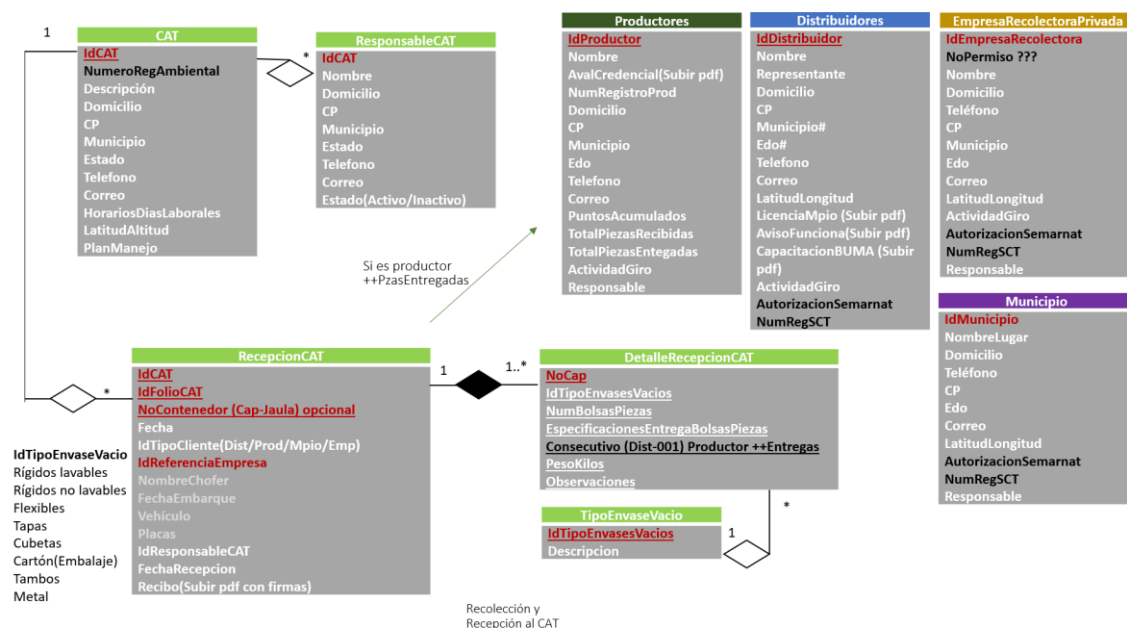 1
CAT
IdCAT
NumeroRegAmbiental
Descripción
Domicilio
CP
Municipio
Estado
Telefono
Correo
HorariosDiasLaborales
LatitudAltitud
PlanManejo
*
ResponsableCAT
IdCAT
Nombre
Domicilio
CP
Municipio
Estado
Telefono
Correo
Estado(Activo/Inactivo)
Productores
IdProductor
Nombre
AvalCredencial(Subir pdf)
NumRegistroProd
Domicilio
CP
Municipio
Edo
Telefono
Correo
PuntosAcumulados
TotalPiezasRecibidas
TotalPiezasEntegadas
ActividadGiro
Responsable
Distribuidores
IdDistribuidor
Nombre
Representante
Domicilio
CP
Municipio#
Edo#
Telefono
Correo
LatitudLongitud
LicenciaMpio (Subir pdf)
AvisoFunciona(Subir pdf)
CapacitacionBUMA (Subir
pdf)
ActividadGiro
AutorizacionSemarnat
NumRegSCT
EmpresaRecolectoraPrivada
IdEmpresaRecolectora
NoPermiso ???
Nombre
Domicilio
Teléfono
CP
Municipio
Edo
Correo
LatitudLongitud
ActividadGiro
AutorizacionSemarnat
NumRegSCT
Responsable
Si es productor
++PzasEntregadas
Municipio
IdMunicipio
NombreLugar
Domicilio
Teléfono
CP
Edo
Correo
LatitudLongitud
AutorizacionSemarnat
NumRegSCT
Responsable
*
RecepcionCAT
IdCAT
IdFolioCAT
NoContenedor (Cap-Jaula) opcional
Fecha
IdTipoCliente(Dist/Prod/Mpio/Emp)
IdReferenciaEmpresa
NombreChofer
FechaEmbarque
Vehículo
Placas
IdResponsableCAT
FechaRecepcion
Recibo(Subir pdf con firmas)
1
1..*
DetalleRecepcionCAT
NoCap
IdTipoEnvasesVacios
NumBolsasPiezas
EspecificacionesEntregaBolsasPiezas
Consecutivo (Dist-001) Productor ++Entregas
PesoKilos
Observaciones
*
TipoEnvaseVacio
IdTipoEnvasesVacios
Descripcion
1
IdTipoEnvaseVacio
Rígidos lavables
Rígidos no lavables
Flexibles
Tapas
Cubetas
Cartón(Embalaje)
Tambos
Metal
Recolección y
Recepción al CAT